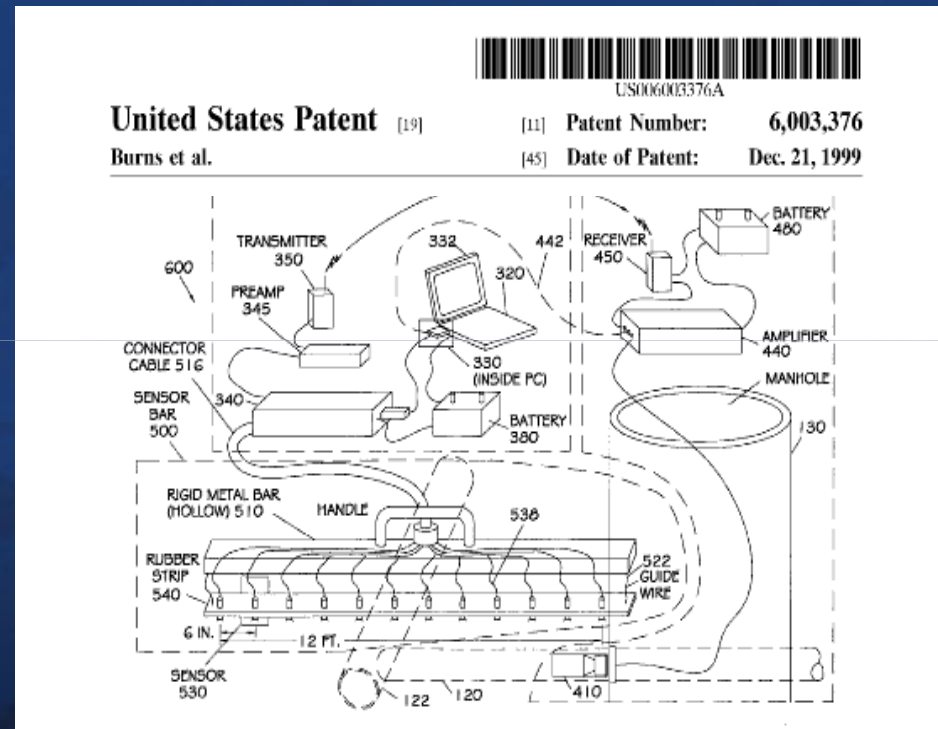 US006003376A
United States Patent [19]
[11] Patent Number: 6,003,376
Burns et al.
[45] Date of Patent: Dec. 21, 1999
TRANSMITTER
350
332
442
RECEIVER
450
BATTERY
480
600
PREAMP
345
320
CONNECTOR
CABLE 516
330
(INSIDE PC)
AMPLIFIER
440
MANHOLE
SENSOR
BAR
500
340
BATTERY
380
130
RIGID METAL BAR
(HOLLOW) 510
HANDLE
538
RUBBER
STRIP
540
522
GUIDE
WIRE
6 IN.
12 FT.
SENSOR
530
122
120
410